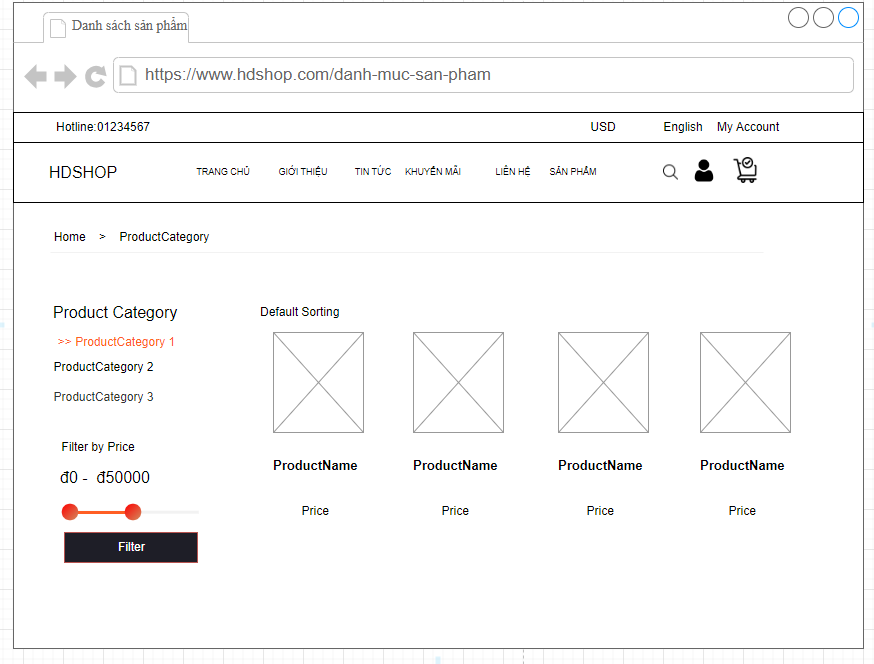 Danh sách sản phẩm
https://www.hdshop.com/danh-muc-san-pham
Hotline:01234567 USD English My Account
HDSHOP TRANG CHỦ GIỚI THIỆU TIN TỨC KHUYẾN MÃI LIÊN HỆ SẢN PHẨM
Home > ProductCategory
Product Category
>> ProductCategory 1
ProductCategory 2
ProductCategory 3
Filter by Price
đ0 - đ50000
Filter
Default Sorting
ProductName ProductName ProductName ProductName
Price Price Price Price